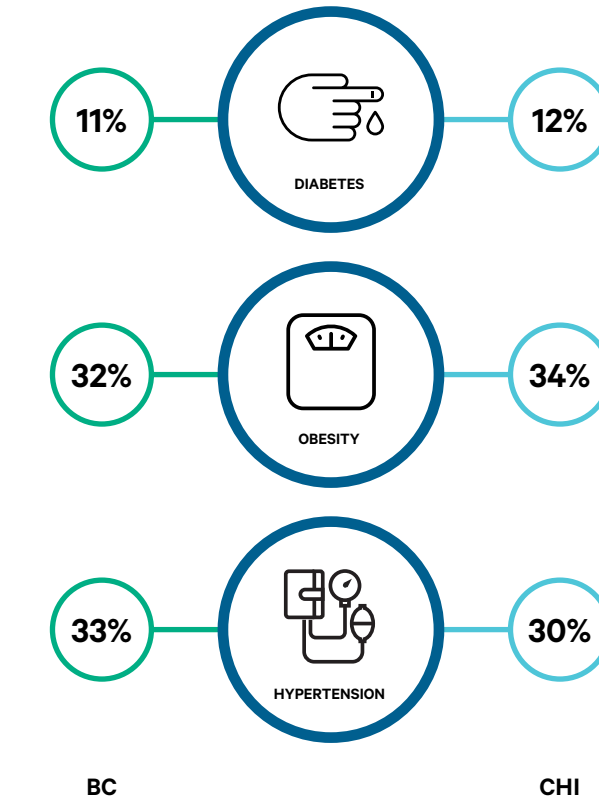 11%
DIABETES
12%
32%
OBESITY
34%
33%
HYPERTENSION
30%
BC
CHI